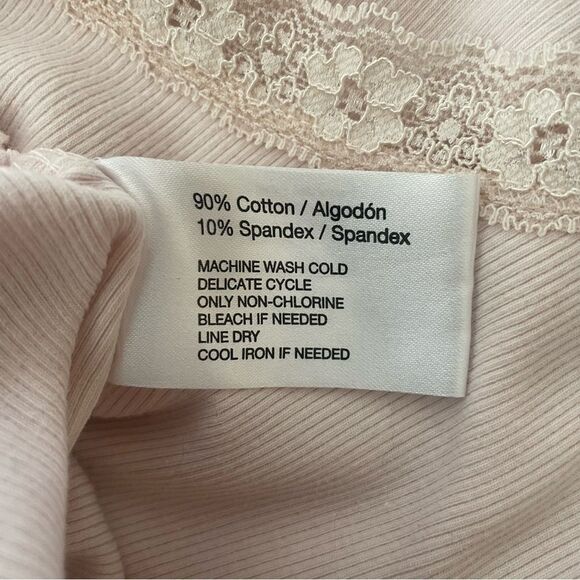 90% Cotton / Algodón
10% Spandex / Spandex
MACHINE WASH COLD
DELICATE CYCLE
ONLY NON-CHLORINE
BLEACH IF NEEDED
LINE DRY
COOL IRON IF NEEDED